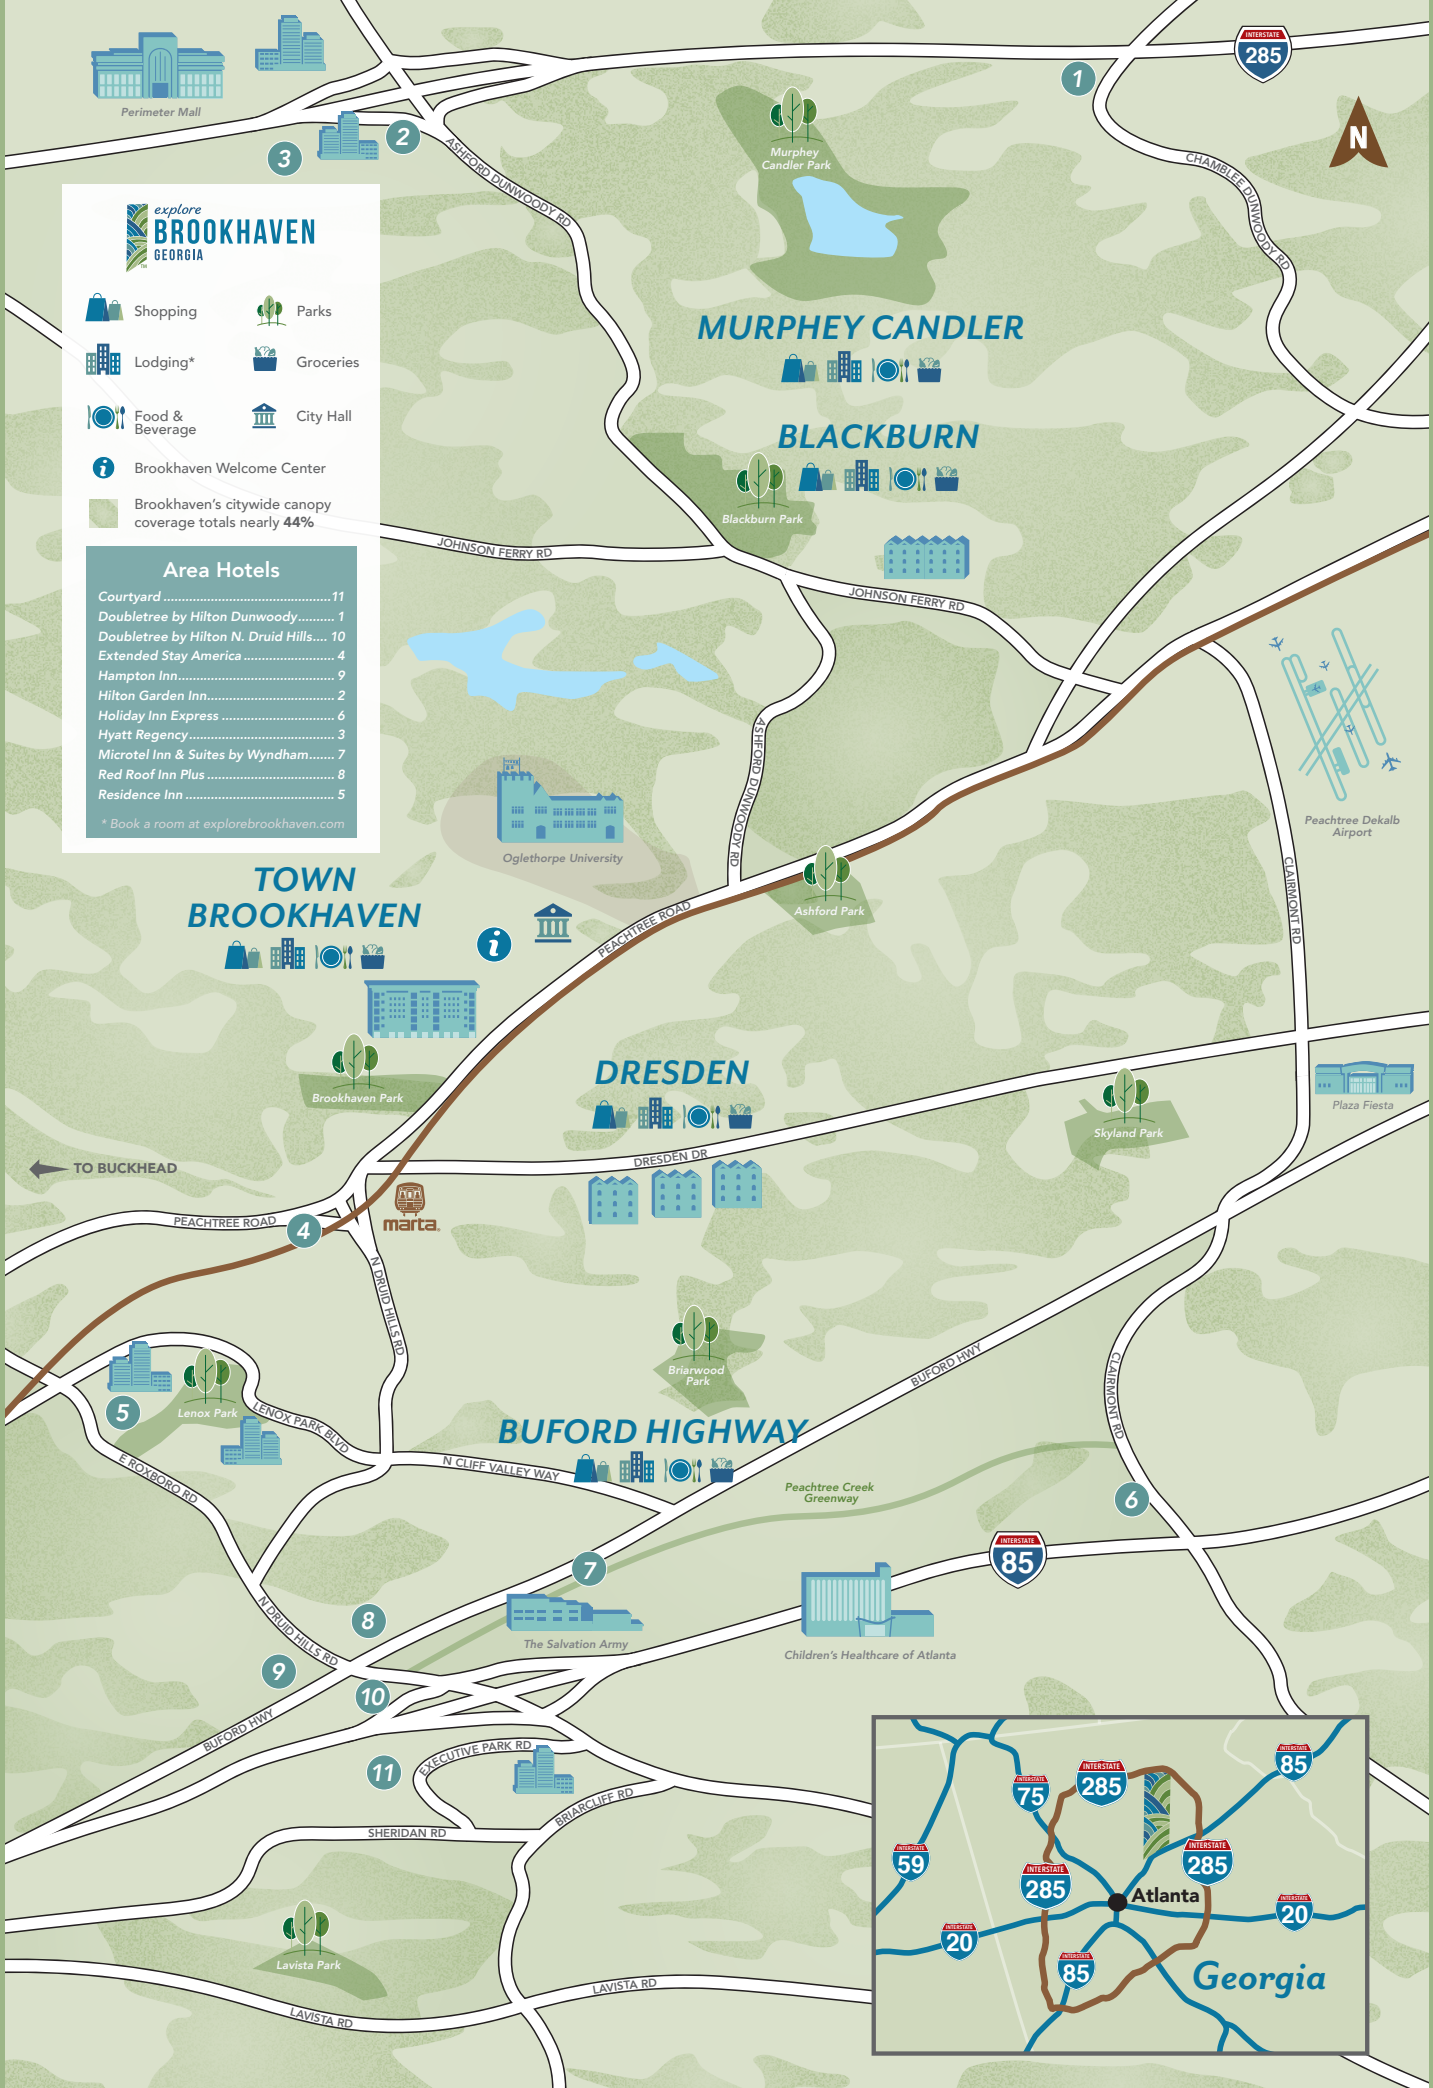 INTERSTATE
285
1
Perimeter Mall
2
3
ASHFORD DUNWOODY RD
Murphey
Candler Park
N
CHAMBLEE DUNWOODY RD
explore
BROOKHAVEN
GEORGIA
TM
Shopping
Parks
Lodging*
Groceries
Food &
Beverage
City Hall
Brookhaven Welcome Center
Brookhaven's citywide canopy
coverage totals nearly 44%
Area Hotels
Courtyard ............................................ 11
Doubletree by Hilton Dunwoody.......... 1
Doubletree by Hilton N. Druid Hills.... 10
Extended Stay America ........................ 4
Hampton Inn......................................... 9
Hilton Garden Inn................................. 2
Holiday Inn Express .............................. 6
Hyatt Regency...................................... 3
Microtel Inn & Suites by Wyndham....... 7
Red Roof Inn Plus .................................. 8
Residence Inn ....................................... 5
* Book a room at explorebrookhaven.com
MURPHEY CANDLER
BLACKBURN
Blackburn Park
JOHNSON FERRY RD
JOHNSON FERRY RD
ASHFORD DUNWOODY RD
Peachtree Dekalb
Airport
Oglethorpe University
TOWN
BROOKHAVEN
i
PEACHTREE ROAD
Ashford Park
CLAIRMONT RD
Brookhaven Park
DRESDEN
Plaza Fiesta
Skyland Park
DRESDEN DR
TO BUCKHEAD
marta
PEACHTREE ROAD
4
N DRUID HILLS RD
Briarwood
Park
BUFORD HWY
CLAIRMONT RD
5
Lenox Park
LENOX PARK BLVD
BUFORD HIGHWAY
E ROXBORO RD
N CLIFF VALLEY WAY
Peachtree Creek
Greenway
6
INTERSTATE
85
7
8
N DRUID HILLS RD
The Salvation Army
Children's Healthcare of Atlanta
9
10
BUFORD HWY
EXECUTIVE PARK RD
11
BRIARCLIFF RD
SHERIDAN RD
Lavista Park
LAVISTA RD
LAVISTA RD
INTERSTATE
85
INTERSTATE
285
INTERSTATE
75
INTERSTATE
59
INTERSTATE
285
INTERSTATE
285
Atlanta
INTERSTATE
20
INTERSTATE
20
INTERSTATE
85
Georgia